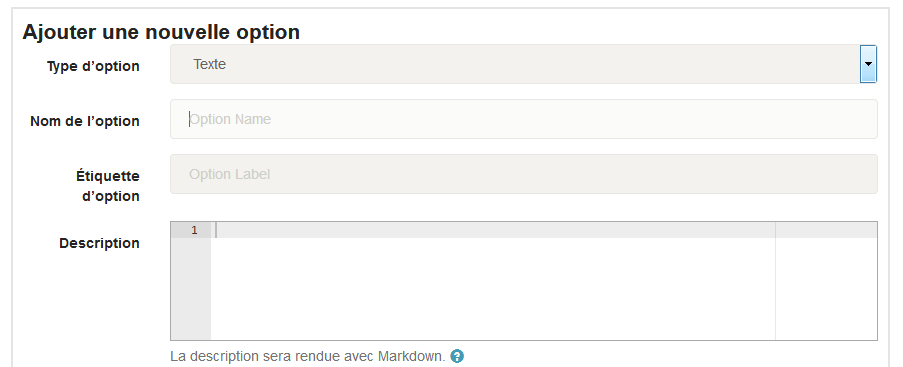 Ajouter une nouvelle option
Type d’option
Texte
Nom de l’option
Option Name
Étiquette
d’option
Option Label
Description
1
La description sera rendue avec Markdown. ?